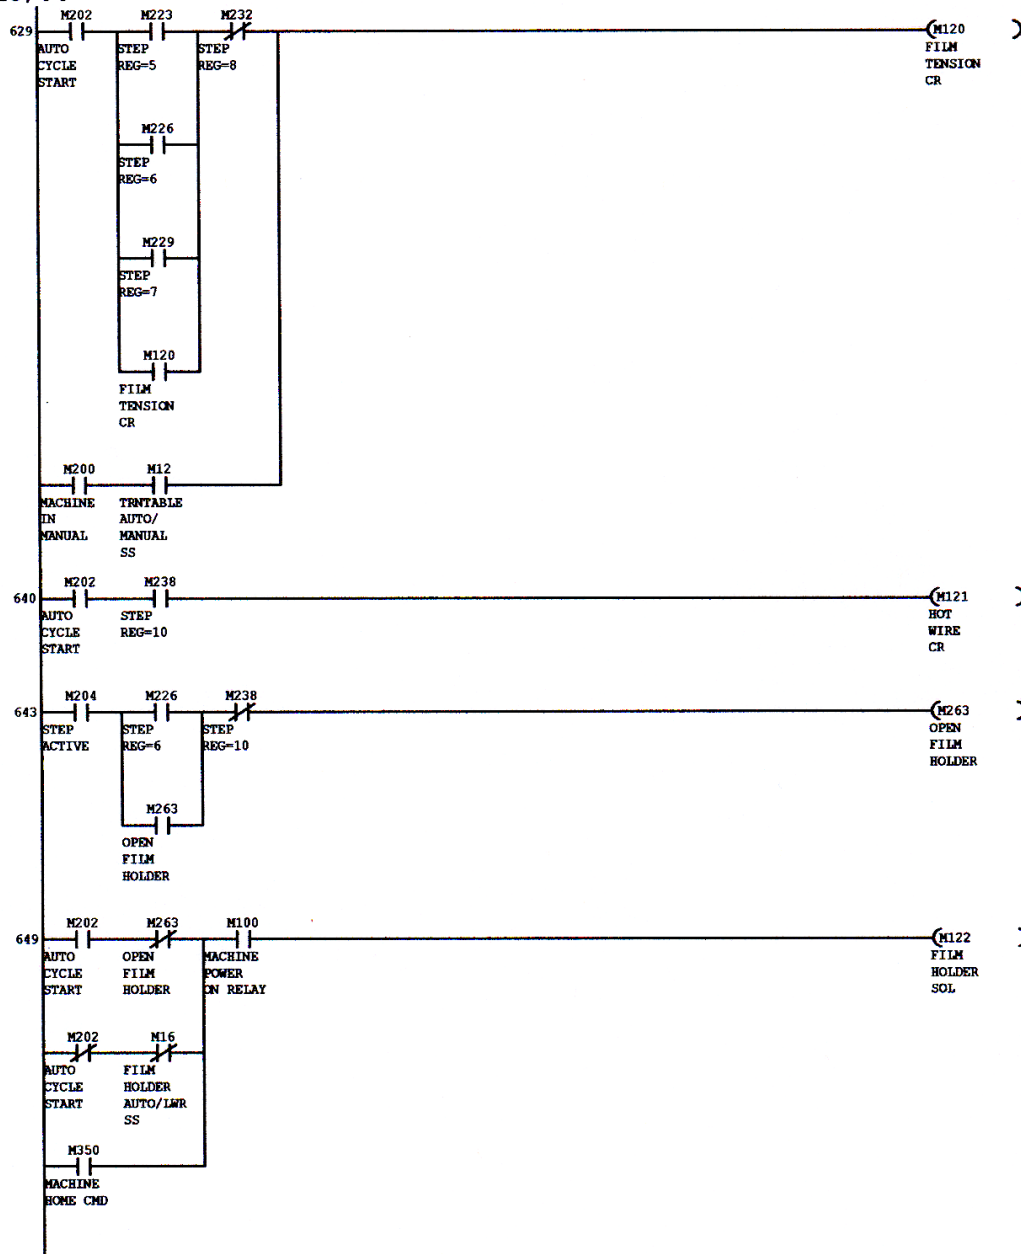 M202 M223 M232
629 (M120 )
AUTO STEP STEP FILM
CYCLE REG=5 REG=8 TENSION
START CR
M226
STEP
REG=6
M229
STEP
REG=7
M120
FILM
TENSION
CR
M200 M12
MACHINE TRNTABLE
IN AUTO/
MANUAL MANUAL
SS
M202 M238
640 (M121 )
AUTO STEP HOT
CYCLE REG=10 WIRE
START CR
M204 M226 M238
643 (M263 )
STEP STEP STEP OPEN
ACTIVE REG=6 REG=10 FILM
HOLDER
M263
OPEN
FILM
HOLDER
M202 M263 M100
649 (M122 )
AUTO OPEN MACHINE FILM
CYCLE FILM POWER HOLDER
START HOLDER ON RELAY SOL
M202 M16
AUTO FILM
CYCLE HOLDER
START AUTO/LWR
SS
M350
MACHINE
HOME CMD